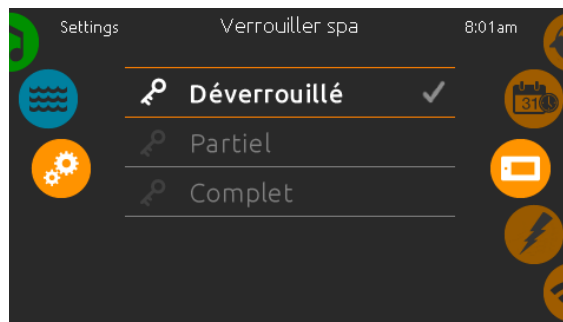 Settings Verrouiller spa 8:01am
Déverrouillé
31
Partiel
Complet